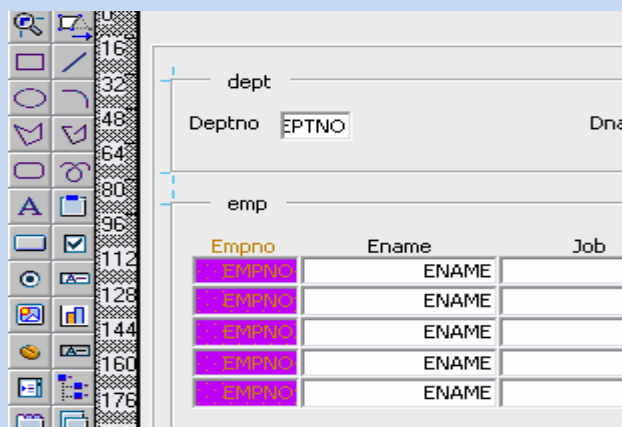 0
16
32
dept
48
Deptno EPTNO Dna
64
80
emp
96
Empno Ename Job
112
EMPNO ENAME
128
EMPNO ENAME
144
EMPNO ENAME
160
EMPNO ENAME
176
EMPNO ENAME